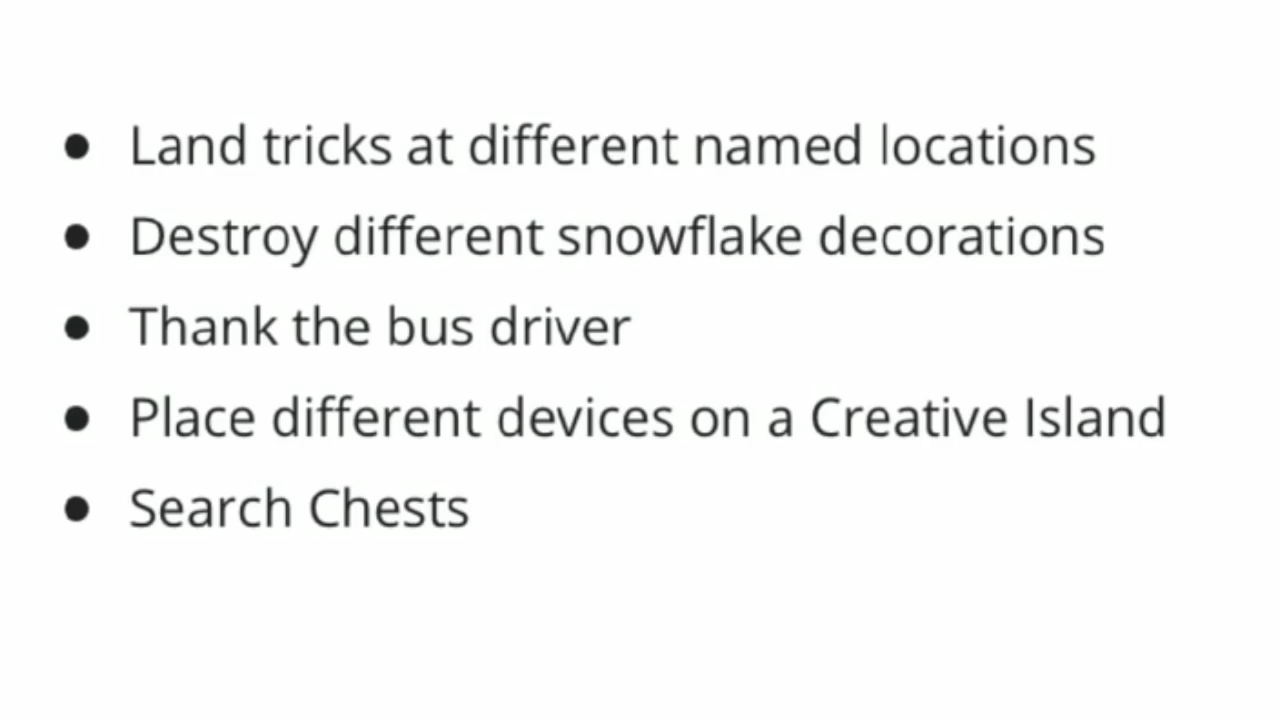 • Land tricks at different named locations
• Destroy different snowflake decorations
• Thank the bus driver
• Place different devices on a Creative Island
• Search Chests